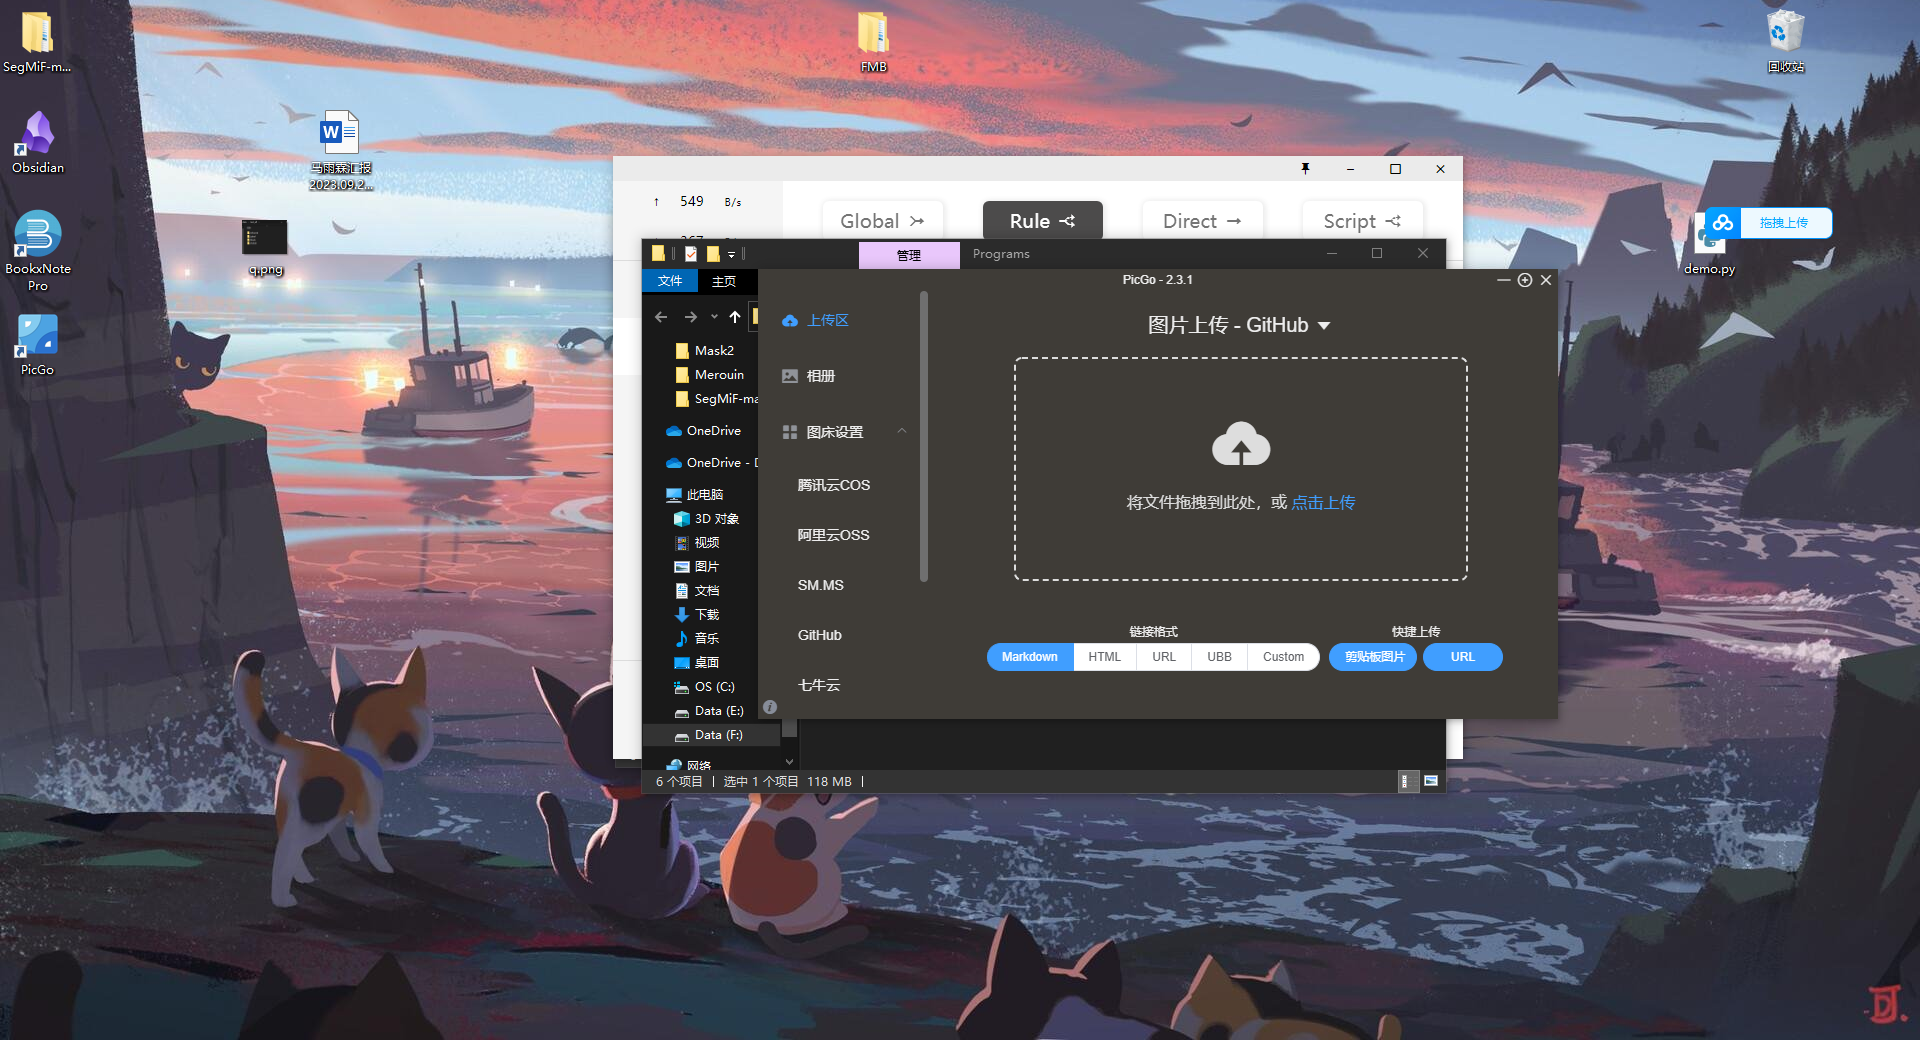 SegMiF-m...
FMB
回收站
Obsidian
马雨霖汇报
2023.09.2...
BookxNote
Pro
q.png
PicGo
拖拽上传
demo.py
↑ 549 B/s
Global
Rule
Direct
Script
管理
Programs
文件
主页
Mask2
Merouin
SegMiF-ma
OneDrive
OneDrive - D
此电脑
3D 对象
视频
图片
文档
下载
音乐
桌面
OS (C:)
Data (E:)
Data (F:)
网络
6 个项目
选中 1 个项目 118 MB
PicGo - 2.3.1
上传区
相册
图床设置
腾讯云COS
阿里云OSS
SM.MS
GitHub
七牛云
图片上传 - GitHub
将文件拖拽到此处，或 点击上传
链接格式
快捷上传
Markdown
HTML
URL
UBB
Custom
剪贴板图片
URL